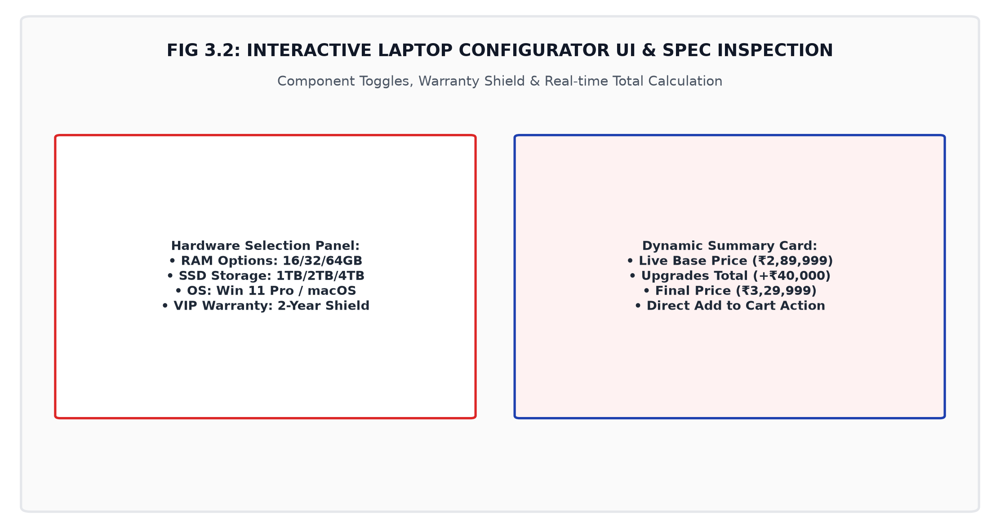 FIG 3.2: INTERACTIVE LAPTOP CONFIGURATOR UI & SPEC INSPECTION
Component Toggles, Warranty Shield & Real-time Total Calculation
Hardware Selection Panel:
• RAM Options: 16/32/64GB
• SSD Storage: 1TB/2TB/4TB
• OS: Win 11 Pro / macOS
• VIP Warranty: 2-Year Shield
Dynamic Summary Card:
• Live Base Price (₹2,89,999)
• Upgrades Total (+₹40,000)
• Final Price (₹3,29,999)
• Direct Add to Cart Action